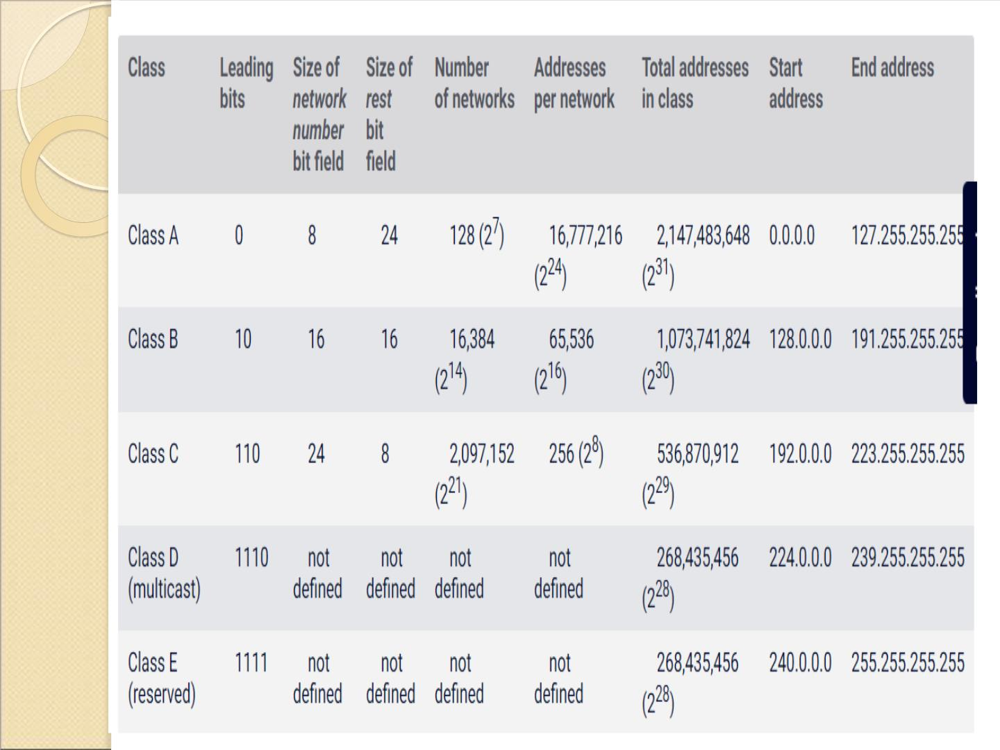 Class Leading bits Size of network number bit field Size of rest bit field Number of networks Addresses per network Total addresses in class Start address End address
Class A 0 8 24 128 (2^7) 16,777,216 (2^24) 2,147,483,648 (2^31) 0.0.0.0 127.255.255.255
Class B 10 16 16 16,384 (2^14) 65,536 (2^16) 1,073,741,824 (2^30) 128.0.0.0 191.255.255.255
Class C 110 24 8 2,097,152 (2^21) 256 (2^8) 536,870,912 (2^29) 192.0.0.0 223.255.255.255
Class D (multicast) 1110 not defined not defined not defined not defined 268,435,456 (2^28) 224.0.0.0 239.255.255.255
Class E (reserved) 1111 not defined not defined not defined not defined 268,435,456 (2^28) 240.0.0.0 255.255.255.255